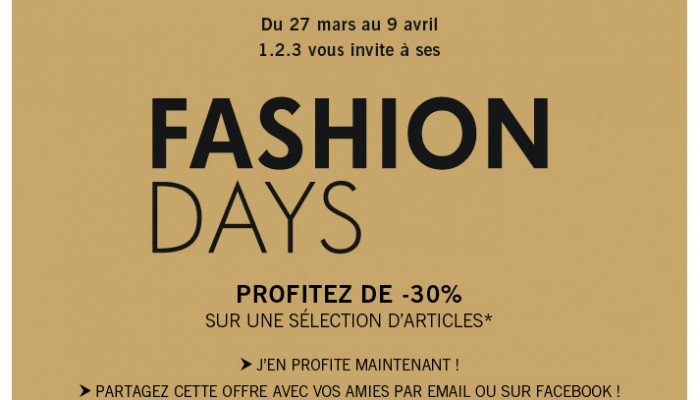 Du 27 mars au 9 avril
1.2.3 vous invite à ses
FASHION
DAYS
PROFITEZ DE -30%
SUR UNE SÉLECTION D'ARTICLES*
➤ J'EN PROFITE MAINTENANT !
➤ PARTAGEZ CETTE OFFRE AVEC VOS AMIES PAR EMAIL OU SUR FACEBOOK !